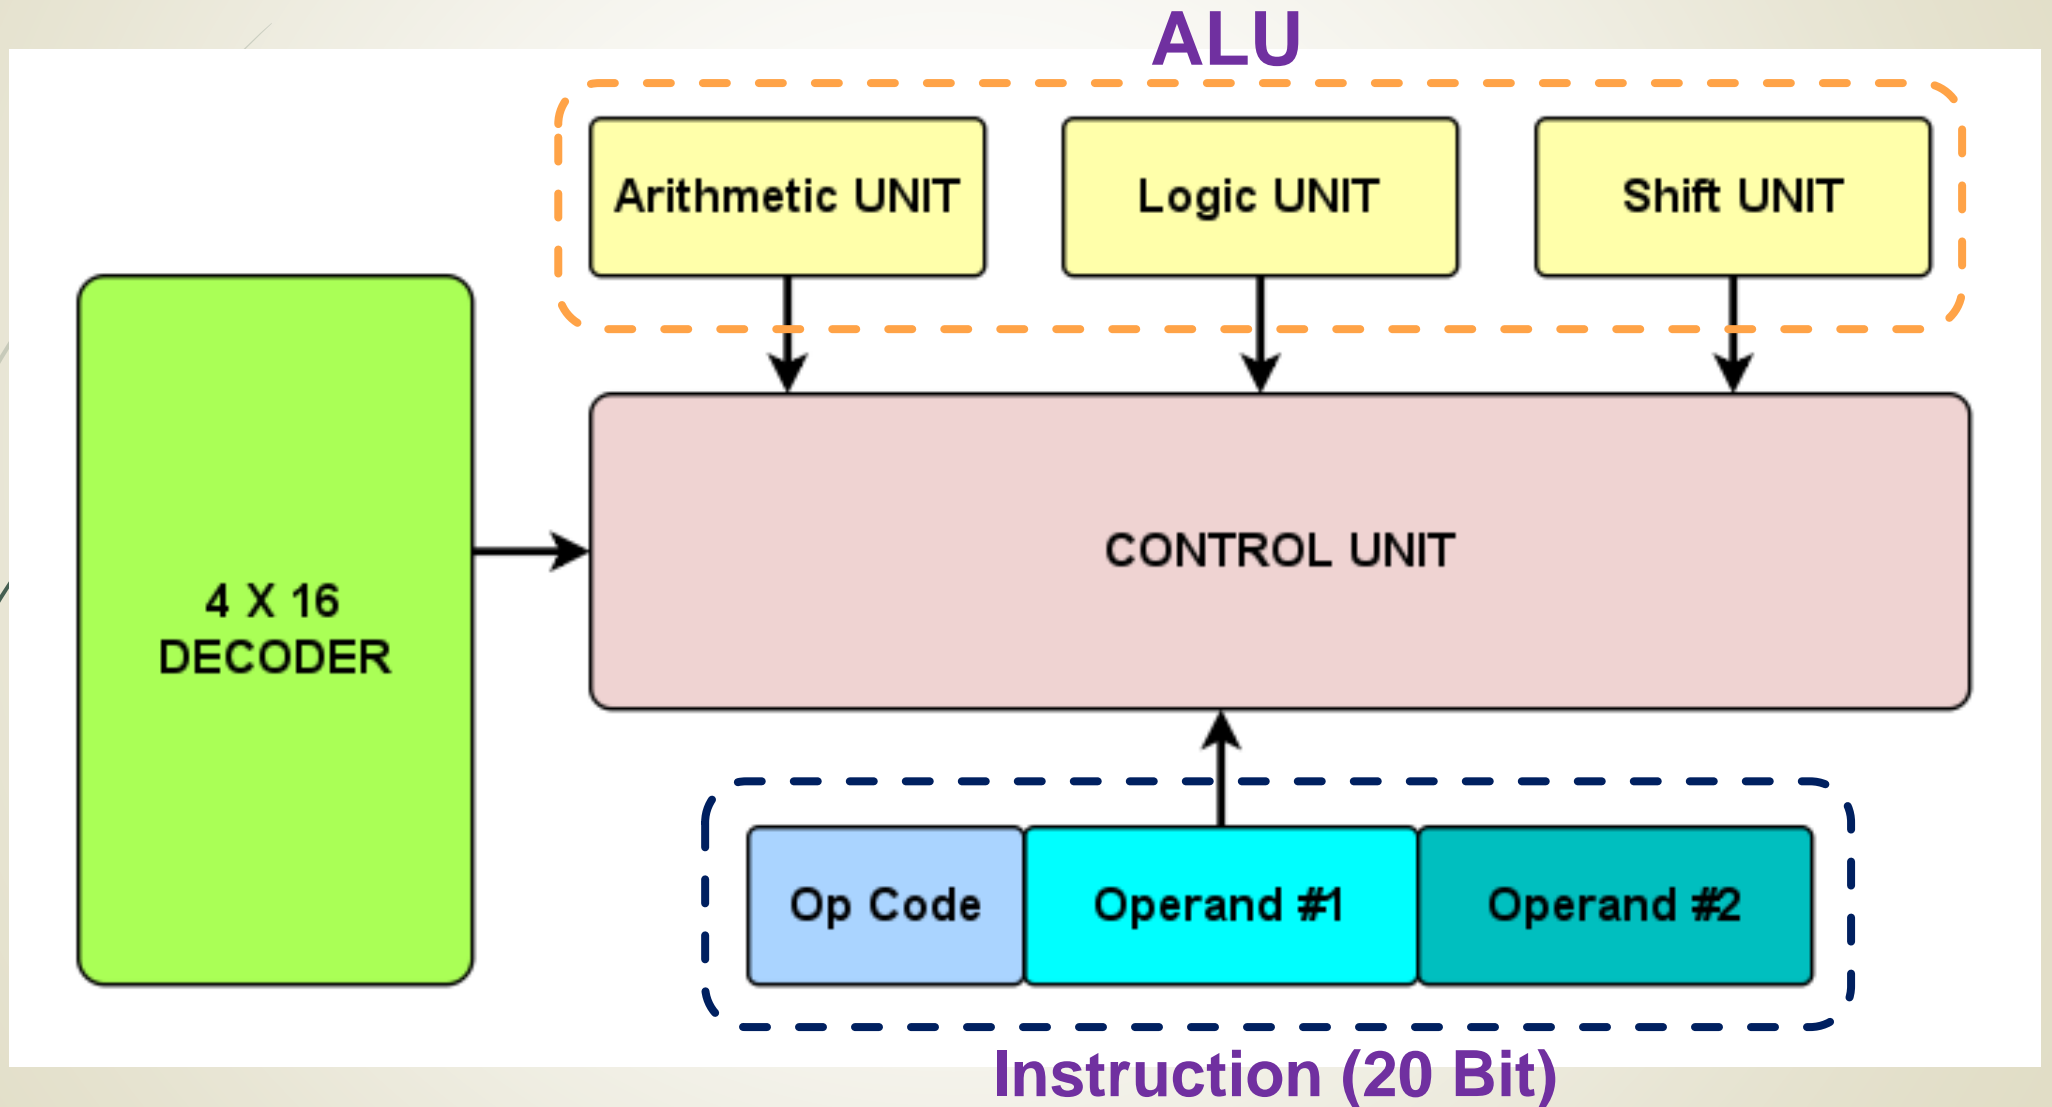 ALU
Arithmetic UNIT
Logic UNIT
Shift UNIT
4 X 16
DECODER
CONTROL UNIT
Op Code
Operand #1
Operand #2
Instruction (20 Bit)